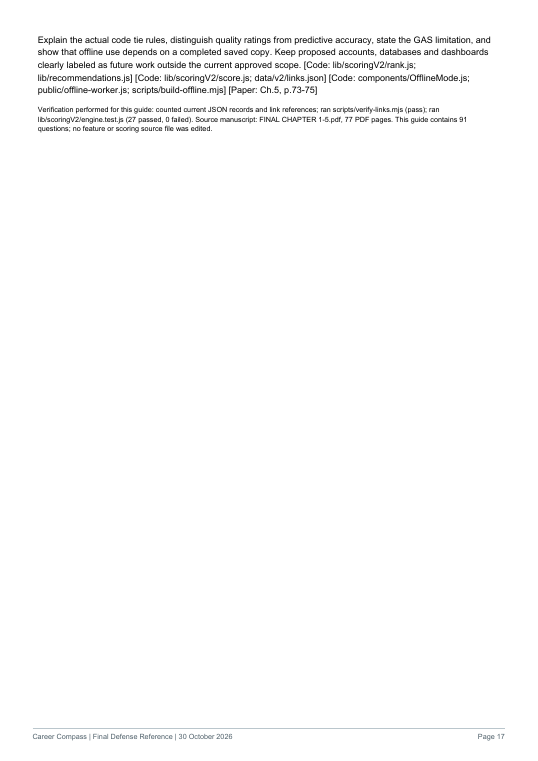 Explain the actual code tie rules, distinguish quality ratings from predictive accuracy, state the GAS limitation, and
show that offline use depends on a completed saved copy. Keep proposed accounts, databases and dashboards
clearly labeled as future work outside the current approved scope. [Code: lib/scoringV2/rank.js;
lib/recommendations.js] [Code: lib/scoringV2/score.js; data/v2/links.json] [Code: components/OfflineMode.js;
public/offline-worker.js; scripts/build-offline.mjs] [Paper: Ch.5, p.73-75]
Verification performed for this guide: counted current JSON records and link references; ran scripts/verify-links.mjs (pass); ran
lib/scoringV2/engine.test.js (27 passed, 0 failed). Source manuscript: FINAL CHAPTER 1-5.pdf, 77 PDF pages. This guide contains 91
questions; no feature or scoring source file was edited.
Career Compass | Final Defense Reference | 30 October 2026
Page 17